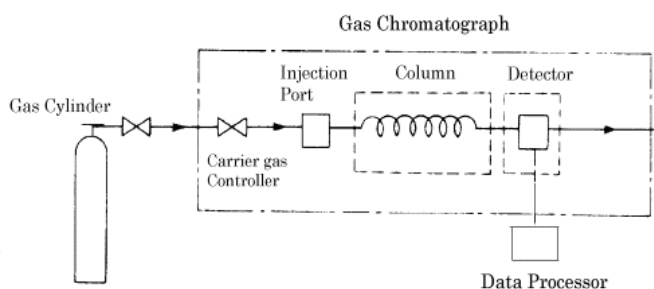 Gas Chromatograph
Injection
Port
Column
Detector
Gas Cylinder
Carrier gas
Controller
Data Processor